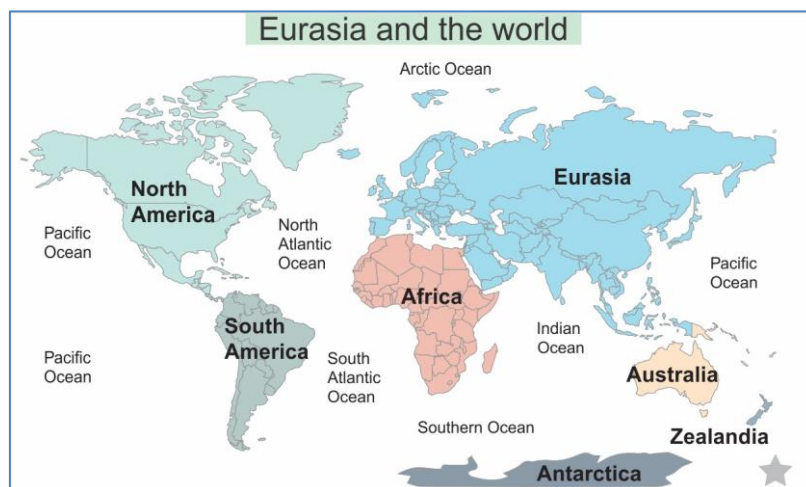 Eurasia and the world
Arctic Ocean
North
America
Eurasia
Pacific
Ocean
North
Atlantic
Ocean
Pacific
Ocean
Africa
South
America
Indian
Ocean
Pacific
Ocean
South
Atlantic
Ocean
Australia
Southern Ocean
Zealandia
Antarctica